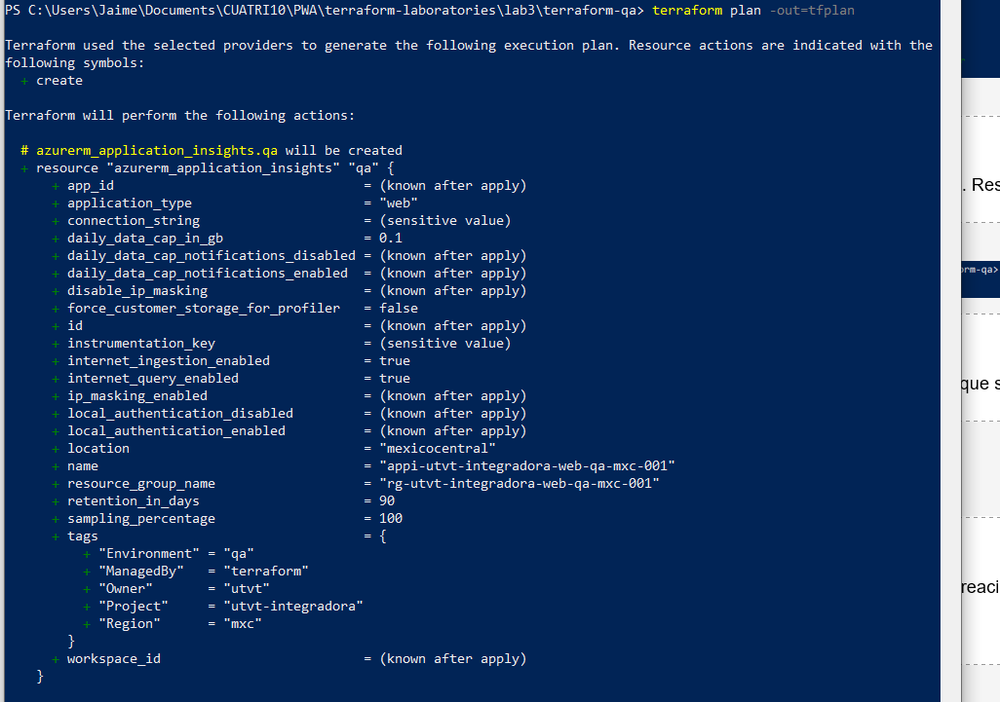 PS C:\Users\Jaime\Documents\CUATRI10\PWA\terraform-laboratories\lab3\terraform-qa> terraform plan -out=tfplan
Terraform used the selected providers to generate the following execution plan. Resource actions are indicated with the
following symbols:
+ create
Terraform will perform the following actions:
# azurerm_application_insights.qa will be created
+ resource "azurerm_application_insights" "qa" {
+ app_id = (known after apply)
+ application_type = "web"
+ connection_string = (sensitive value)
+ daily_data_cap_in_gb = 0.1
+ daily_data_cap_notifications_disabled = (known after apply)
+ daily_data_cap_notifications_enabled = (known after apply)
+ disable_ip_masking = (known after apply)
+ force_customer_storage_for_profiler = false
+ id = (known after apply)
+ instrumentation_key = (sensitive value)
+ internet_ingestion_enabled = true
+ internet_query_enabled = true
+ ip_masking_enabled = (known after apply)
+ local_authentication_disabled = (known after apply)
+ local_authentication_enabled = (known after apply)
+ location = "mexicocentral"
+ name = "appi-utvt-integradora-web-qa-mxc-001"
+ resource_group_name = "rg-utvt-integradora-web-qa-mxc-001"
+ retention_in_days = 90
+ sampling_percentage = 100
+ tags = {
+ "Environment" = "qa"
+ "ManagedBy" = "terraform"
+ "Owner" = "utvt"
+ "Project" = "utvt-integradora"
+ "Region" = "mxc"
}
+ workspace_id = (known after apply)
}
. Res
rm-qa>
que s
reaci